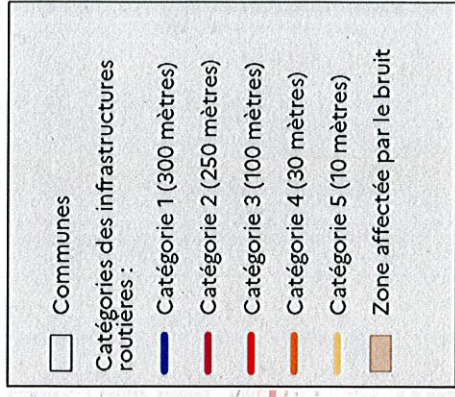 Communes
Catégories des infrastructures
routières :
Catégorie 1 (300 mètres)
Catégorie 2 (250 mètres)
Catégorie 3 (100 mètres)
Catégorie 4 (30 mètres)
Catégorie 5 (10 mètres)
Zone affectée par le bruit